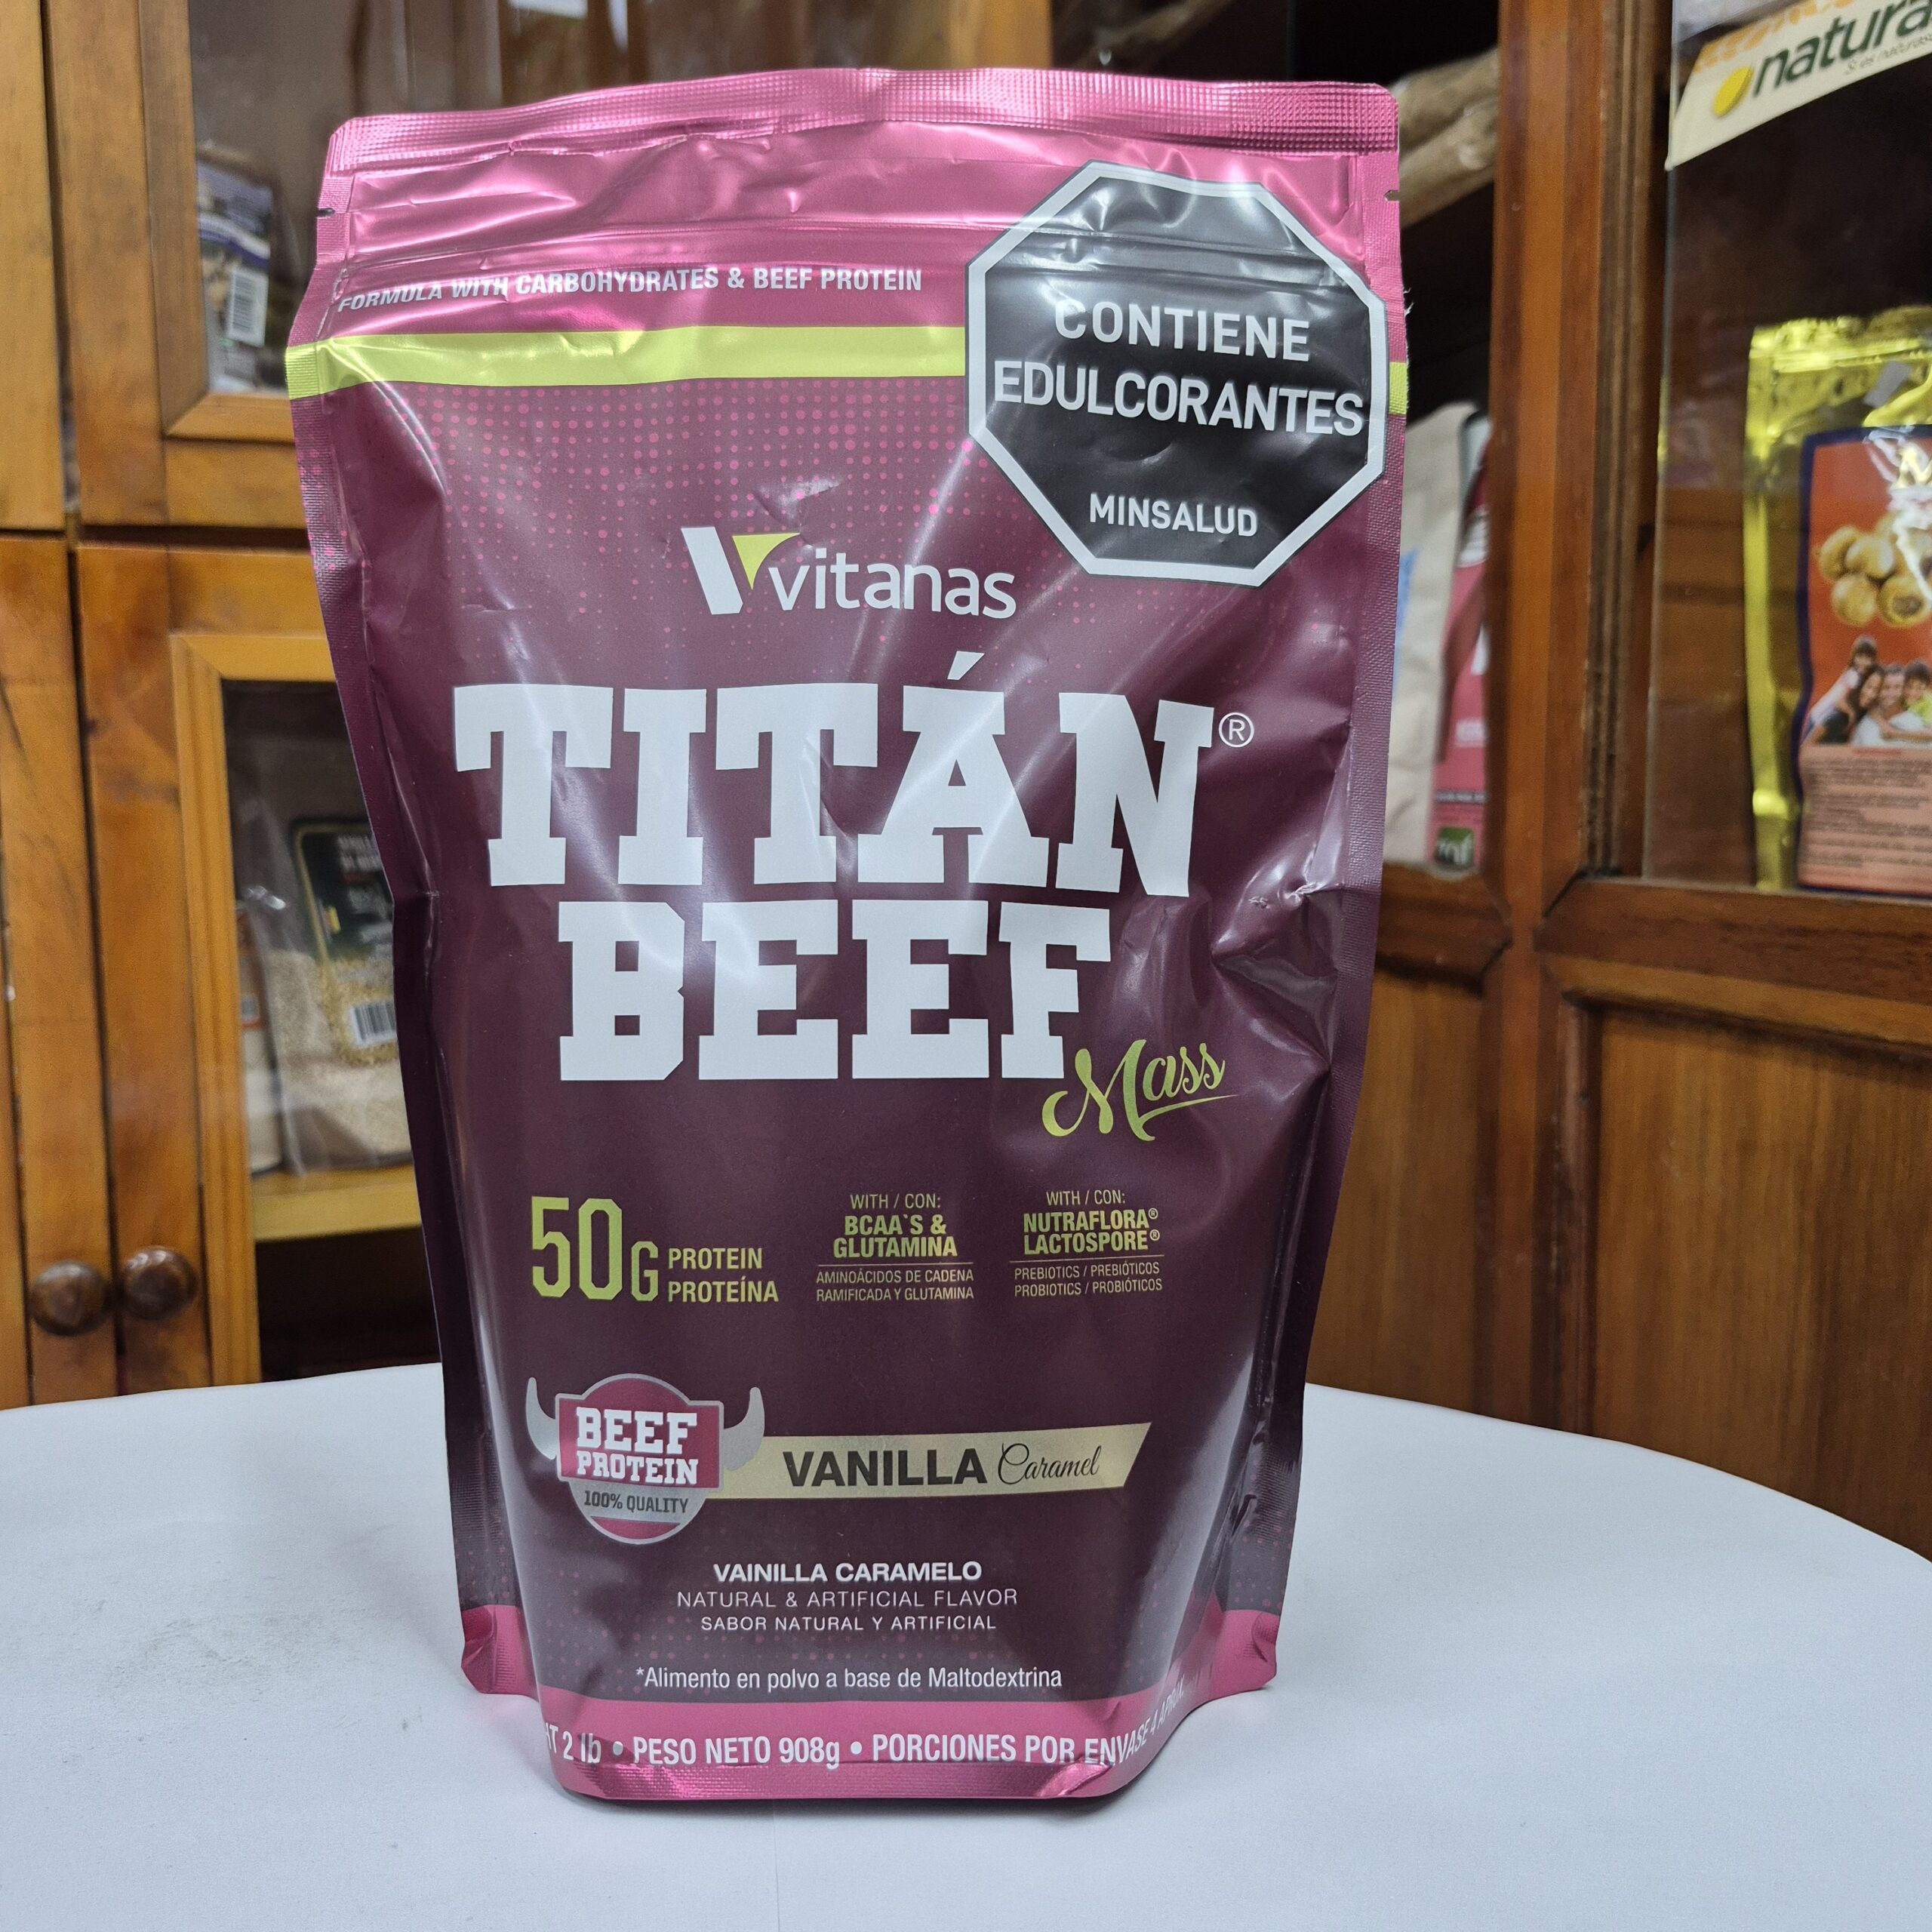 natura
FORMULA WITH CARBOHYDRATES & BEEF PROTEIN
CONTIENE
EDULCORANTES
MINSALUD
vitanas
TITÁN®
BEEF
Mass
50G PROTEIN
PROTEÍNA
WITH / CON:
BCAA`S &
GLUTAMINA
AMINOÁCIDOS DE CADENA
RAMIFICADA Y GLUTAMINA
WITH / CON:
NUTRAFLORA®
LACTOSPORE®
PREBIOTICS / PREBIÓTICOS
PROBIOTICS / PROBIÓTICOS
BEEF
PROTEIN
100% QUALITY
VANILLA Caramel
VAINILLA CARAMELO
NATURAL & ARTIFICIAL FLAVOR
SABOR NATURAL Y ARTIFICIAL
*Alimento en polvo a base de Maltodextrina
2 lb • PESO NETO 908g • PORCIONES POR ENVASE 4